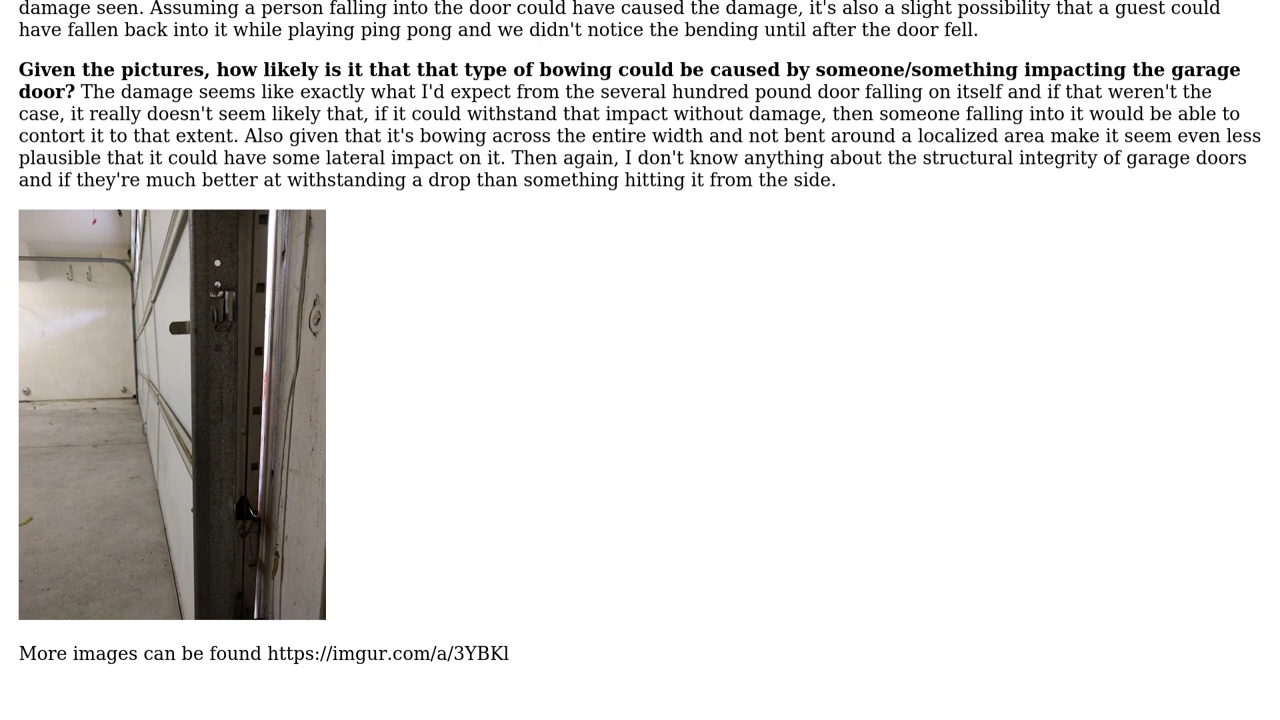 damage seen. Assuming a person falling into the door could have caused the damage, it's also a slight possibility that a guest could
have fallen back into it while playing ping pong and we didn't notice the bending until after the door fell.
Given the pictures, how likely is it that that type of bowing could be caused by someone/something impacting the garage
door? The damage seems like exactly what I'd expect from the several hundred pound door falling on itself and if that weren't the
case, it really doesn't seem likely that, if it could withstand that impact without damage, then someone falling into it would be able to
contort it to that extent. Also given that it's bowing across the entire width and not bent around a localized area make it seem even less
plausible that it could have some lateral impact on it. Then again, I don't know anything about the structural integrity of garage doors
and if they're much better at withstanding a drop than something hitting it from the side.
More images can be found https://imgur.com/a/3YBKl